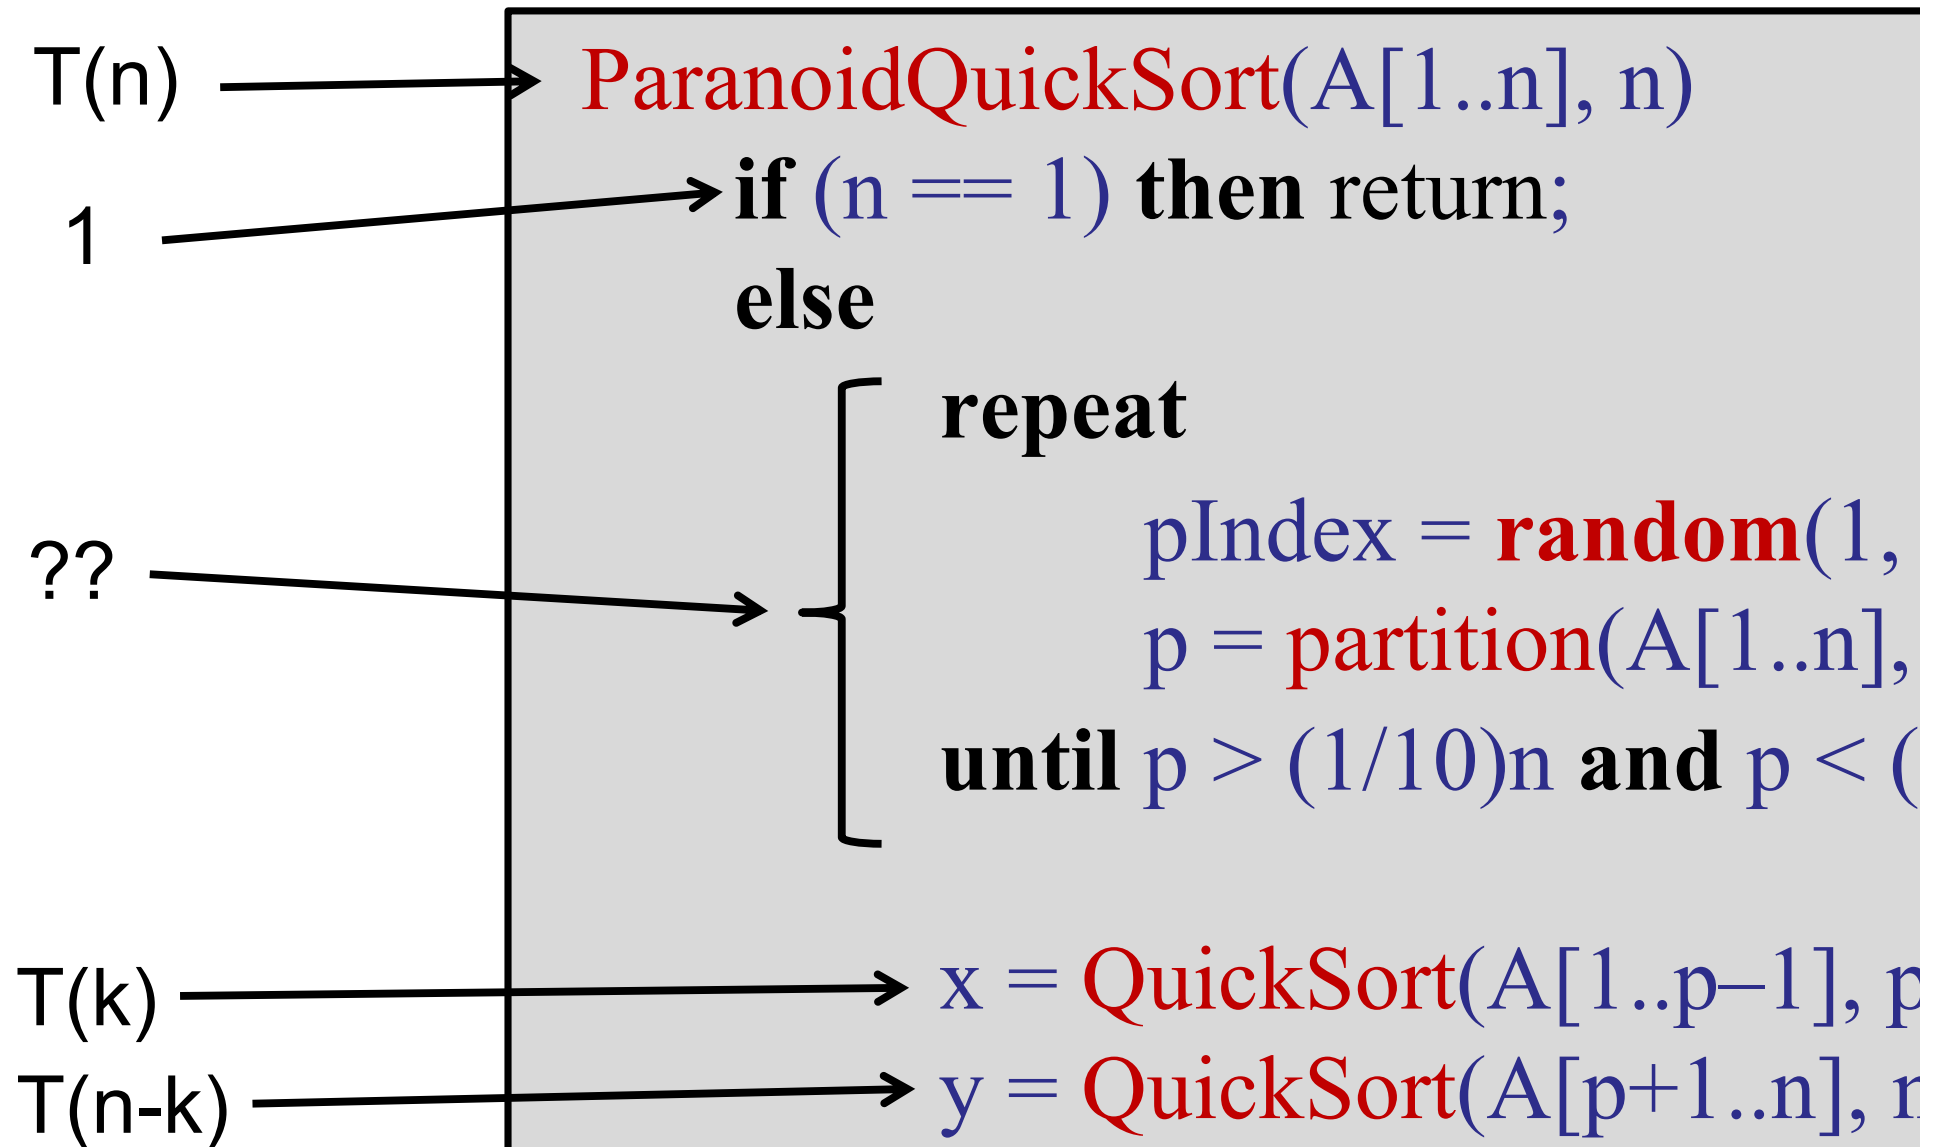 T(n)
ParanoidQuickSort(A[1..n], n)
1
if (n == 1) then return;
else
repeat
??
pIndex = random(1,
p = partition(A[1..n],
until p > (1/10)n and p < (
T(k)
x = QuickSort(A[1..p–1], p
T(n-k)
y = QuickSort(A[p+1..n], n